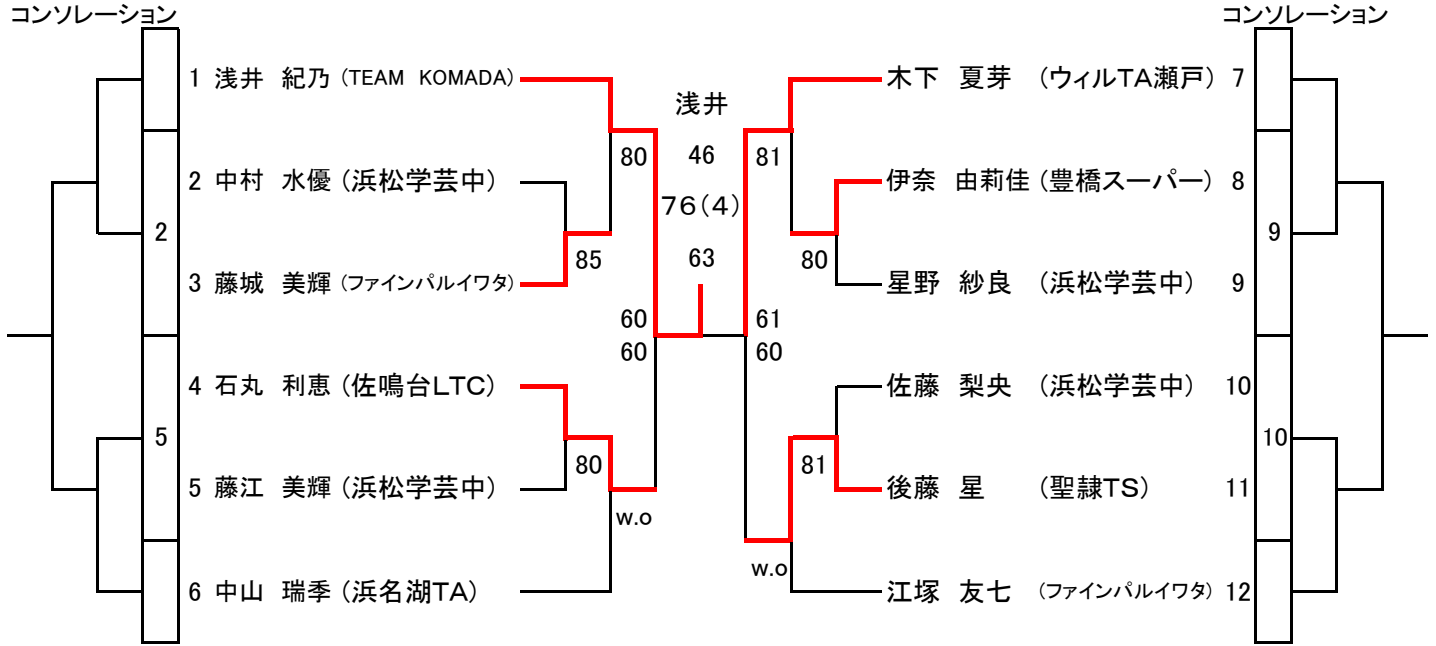 コンソレーション
コンソレーション
1 浅井 紀乃 (TEAM KOMADA)
木下 夏芽 (ウィルTA瀬戸) 7
浅井
80
46
81
2 中村 水優 (浜松学芸中)
伊奈 由莉佳 (豊橋スーパー) 8
76(4)
2
9
85
63
80
3 藤城 美輝 (ファインパルイワタ)
星野 紗良 (浜松学芸中) 9
60
61
60
60
4 石丸 利恵 (佐鳴台LTC)
佐藤 梨央 (浜松学芸中) 10
5
10
80
81
5 藤江 美輝 (浜松学芸中)
後藤 星 (聖隷TS) 11
w.o
w.o
6 中山 瑞季 (浜名湖TA)
江塚 友七 (ファインパルイワタ) 12